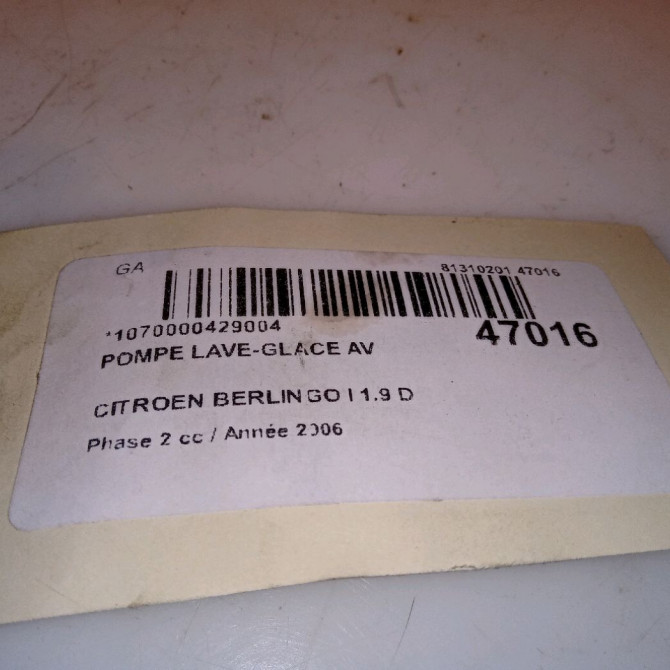 GA
81310201 47016
*1070000429004
47016
POMPE LAVE-GLACE AV
CITROEN BERLINGO I 1.9 D
Phase 2 cc / Année 2006